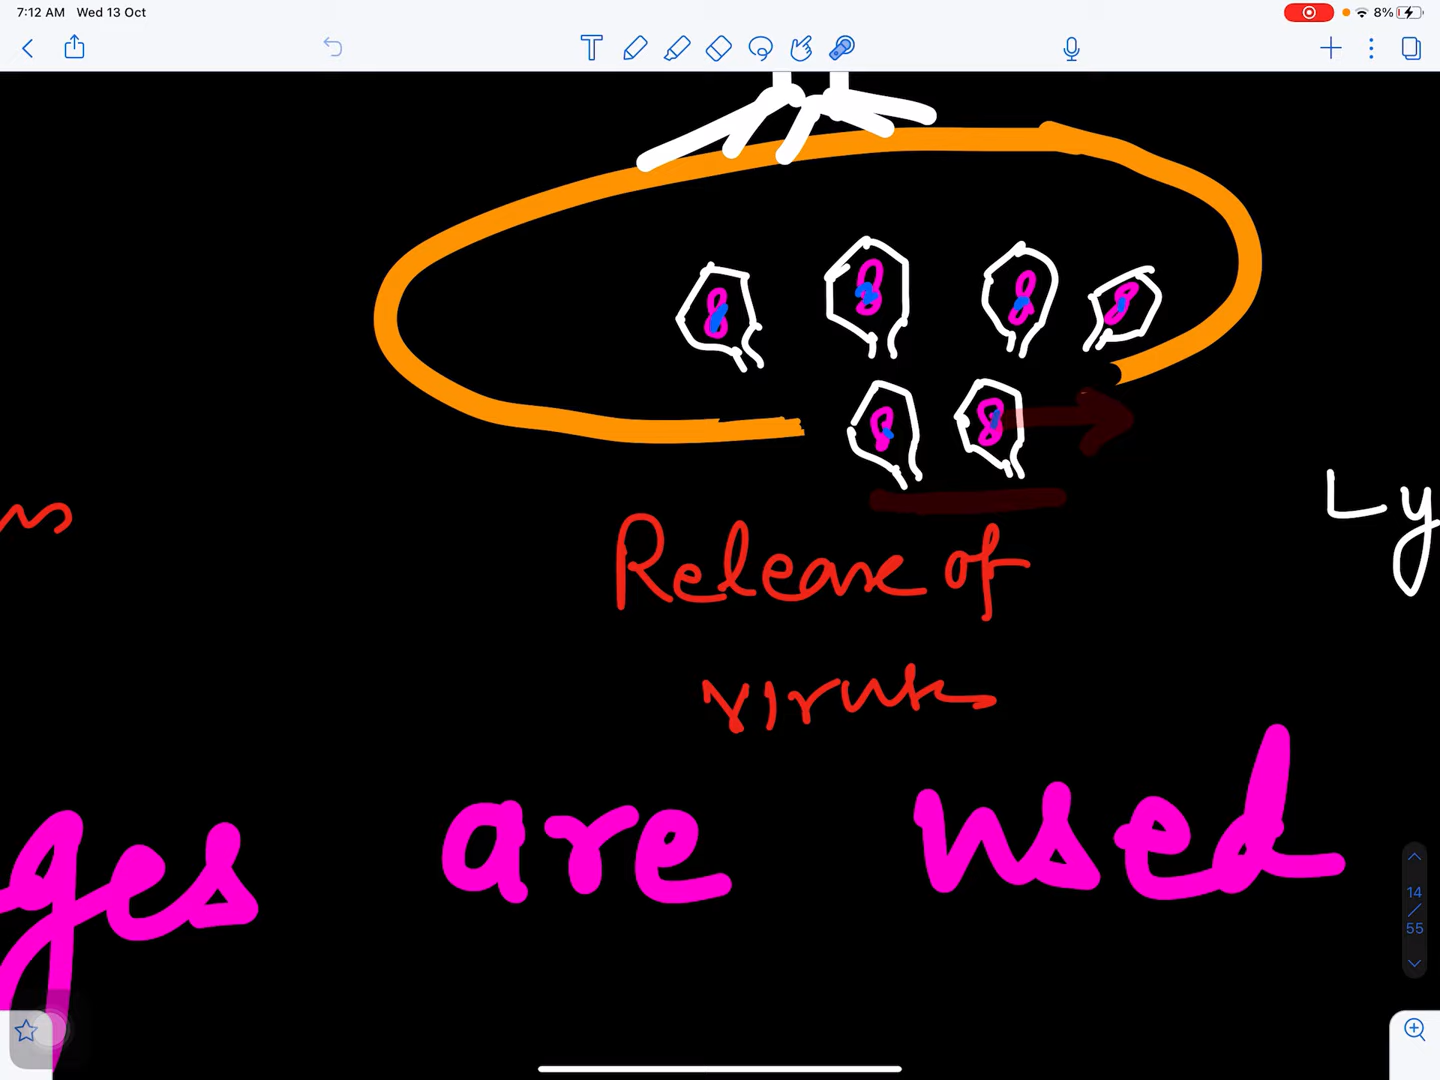 7:12 AM Wed 13 Oct
8%
Ly
Release of
virus
ges are used
14
55